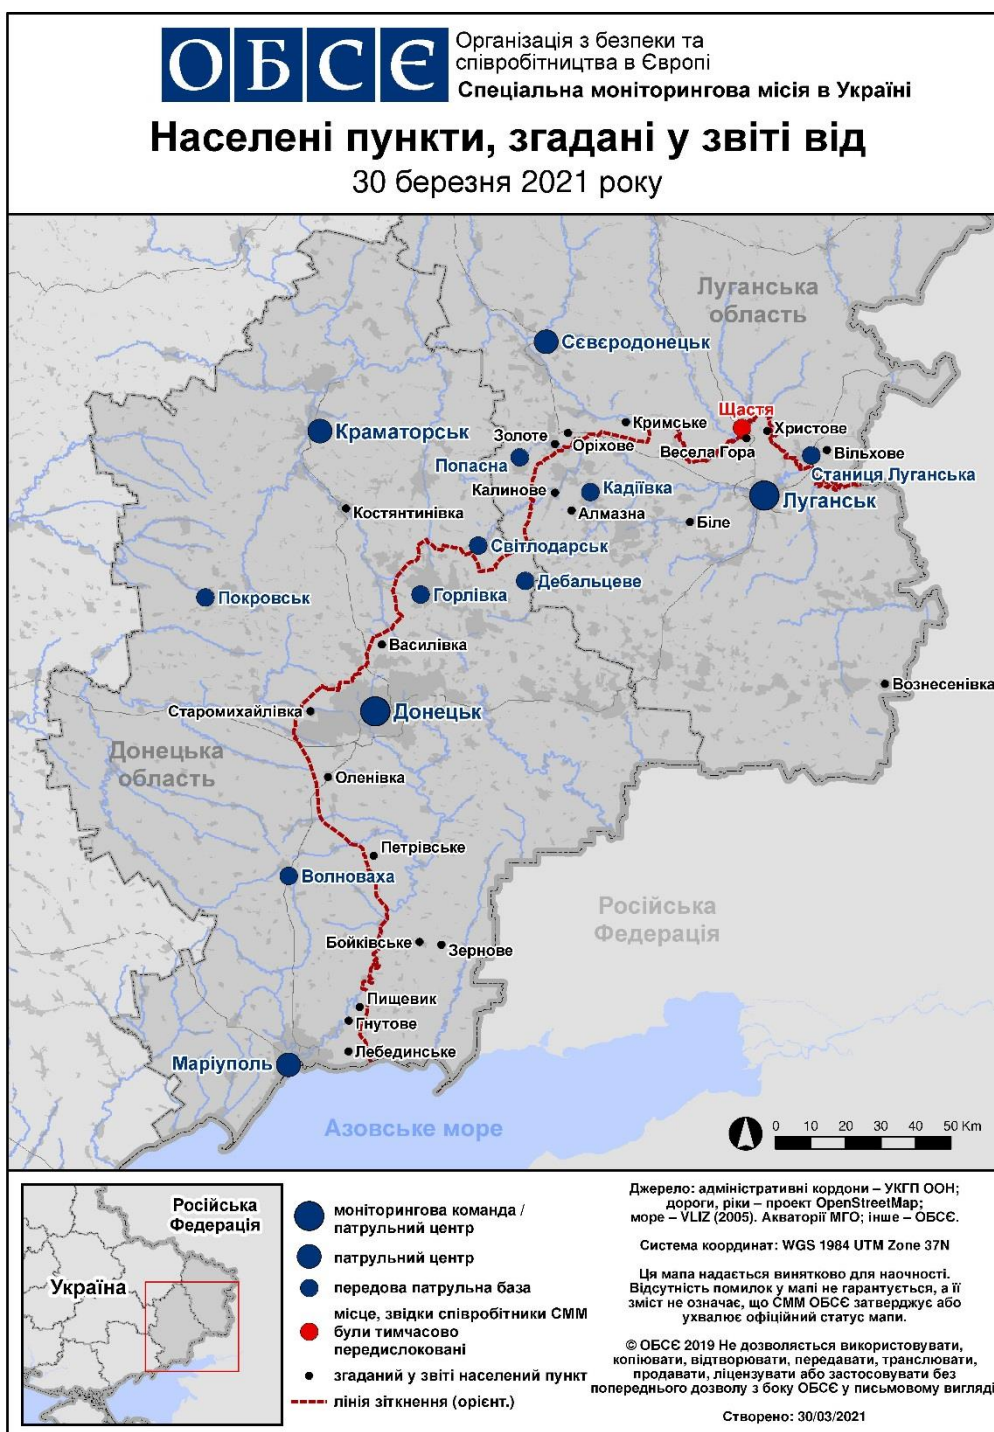 ОБСЄ
Організація з безпеки та
співробітництва в Європі
Спеціальна моніторингова місія в Україні
Населені пункти, згадані у звіті від
30 березня 2021 року
Луганська
область
Сєвєродонецьк
Щастя
Кримське
Христове
Краматорськ
Золоте
Оріхове
Весела Гора
Вільхове
Попасна
Станиця Луганська
Калинове
Кадіївка
Луганськ
Костянтинівка
Алмазна
Біле
Світлодарськ
Дебальцеве
Покровськ
Горлівка
Василівка
Вознесенівка
Старомихайлівка
Донецьк
Донецька
область
Оленівка
Петрівське
Волноваха
Російська
Федерація
Бойківське
Зернове
Пищевик
Гнутове
Лебединське
Маріуполь
Азовське море
0 10 20 30 40 50 Km
Російська
Федерація
Україна
моніторингова команда /
патрульний центр
патрульний центр
передова патрульна база
місце, звідки співробітники СММ
були тимчасово
передислоковані
згаданий у звіті населений пункт
лінія зіткнення (орієнт.)
Джерело: адміністративні кордони – УКГП ООН;
дороги, ріки – проект OpenStreetMap;
море – VLIZ (2005). Акваторії МГО; інше – ОБСЄ.
Система координат: WGS 1984 UTM Zone 37N
Ця мапа надається винятково для наочності.
Відсутність помилок у мапі не гарантується, а її
зміст не означає, що СММ ОБСЄ затверджує або
ухвалює офіційний статус мапи.
© ОБСЄ 2019 Не дозволяється використовувати,
копіювати, відтворювати, передавати, транслювати,
продавати, ліцензувати або застосовувати без
попереднього дозволу з боку ОБСЄ у письмовому вигляді
Створено: 30/03/2021